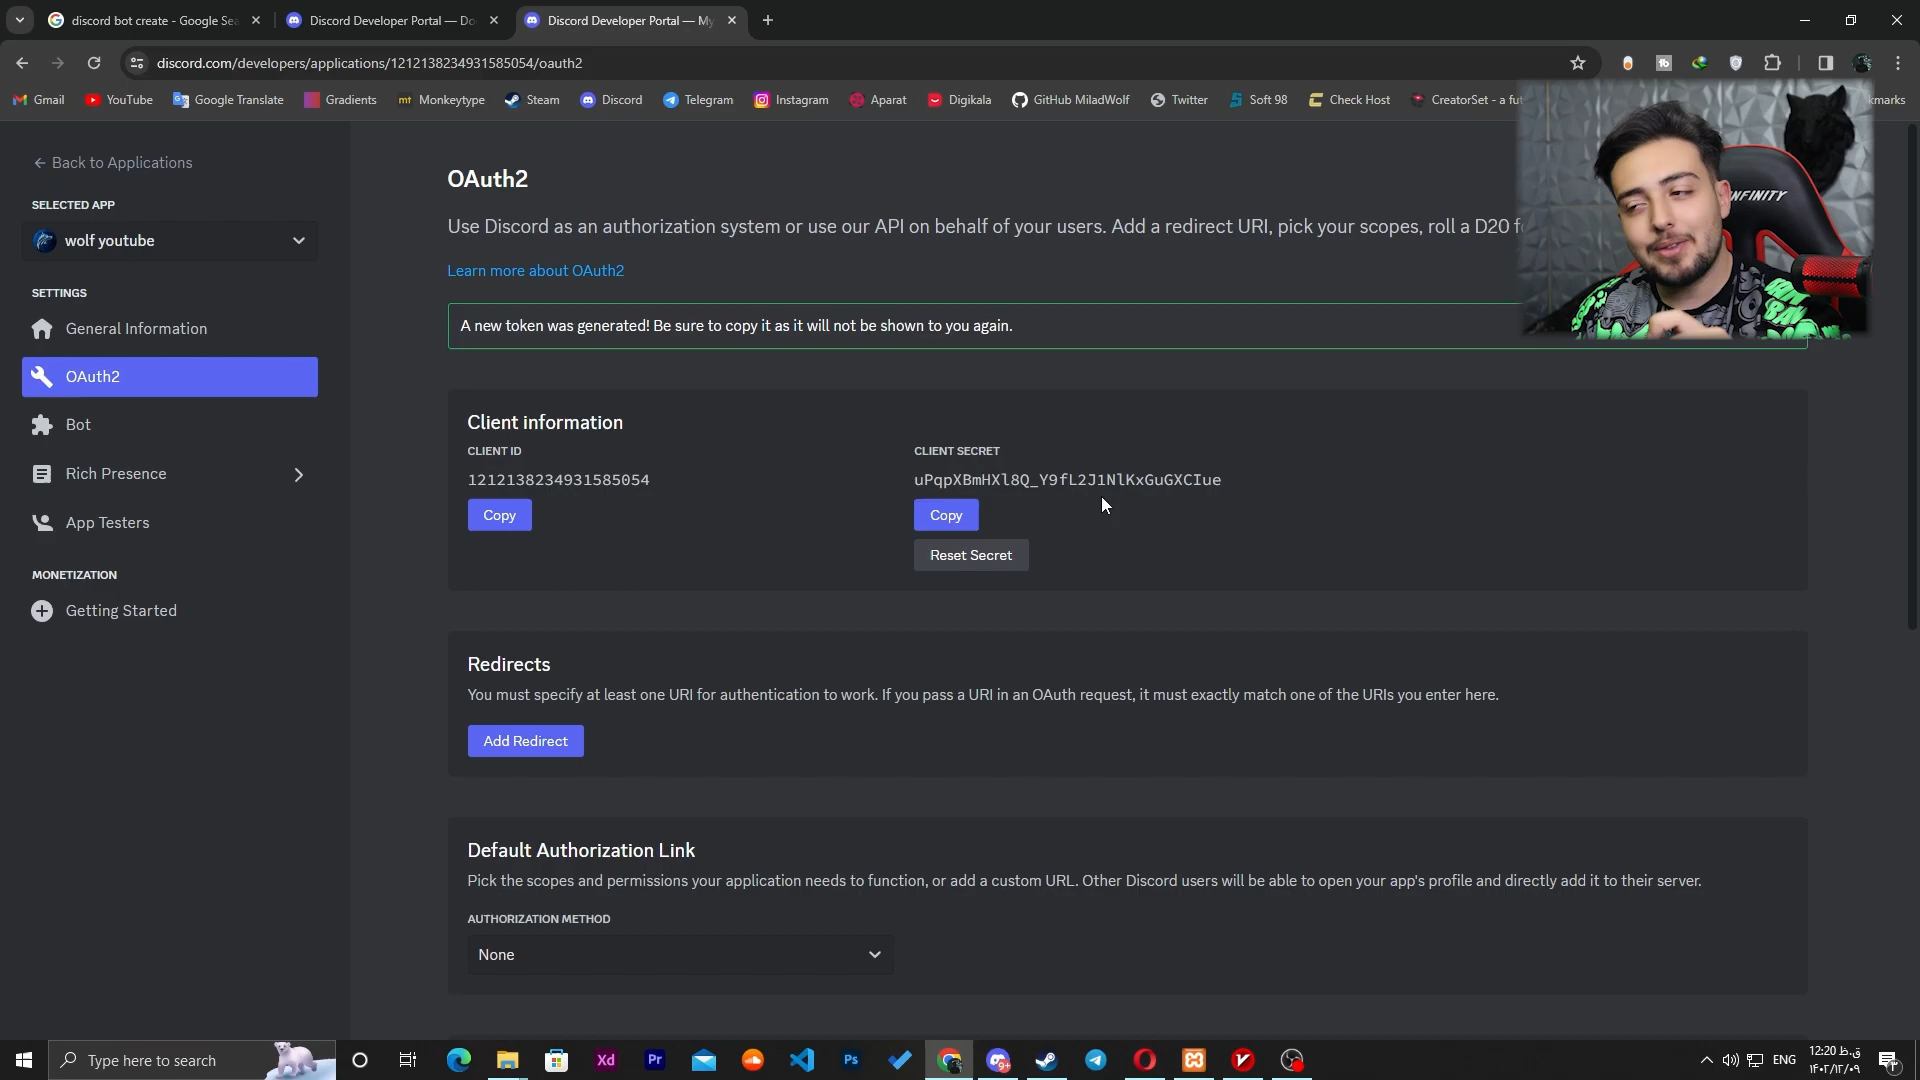 discord bot create - Google Sea
Discord Developer Portal — Do
Discord Developer Portal — My
discord.com/developers/applications/1212138234931585054/oauth2
Gmail
YouTube
Google Translate
Gradients
mt Monkeytype
Steam
Discord
Telegram
Instagram
Aparat
Digikala
GitHub MiladWolf
Twitter
Soft 98
Check Host
CreatorSet - a fut
kmarks
← Back to Applications
SELECTED APP
wolf youtube
SETTINGS
General Information
OAuth2
Bot
Rich Presence
App Testers
MONETIZATION
Getting Started
OAuth2
Use Discord as an authorization system or use our API on behalf of your users. Add a redirect URI, pick your scopes, roll a D20 fo
Learn more about OAuth2
A new token was generated! Be sure to copy it as it will not be shown to you again.
Client information
CLIENT ID
1212138234931585054
Copy
CLIENT SECRET
uPqpXBmHXl8Q_Y9fL2J1NlKxGuGXCIue
Copy
Reset Secret
Redirects
You must specify at least one URI for authentication to work. If you pass a URI in an OAuth request, it must exactly match one of the URIs you enter here.
Add Redirect
Default Authorization Link
Pick the scopes and permissions your application needs to function, or add a custom URL. Other Discord users will be able to open your app's profile and directly add it to their server.
AUTHORIZATION METHOD
None
NFINITY
Type here to search
Xd
Pr
Ps
ENG
12:20 ق.ظ
۱۴۰۲/۱۲/۰۹